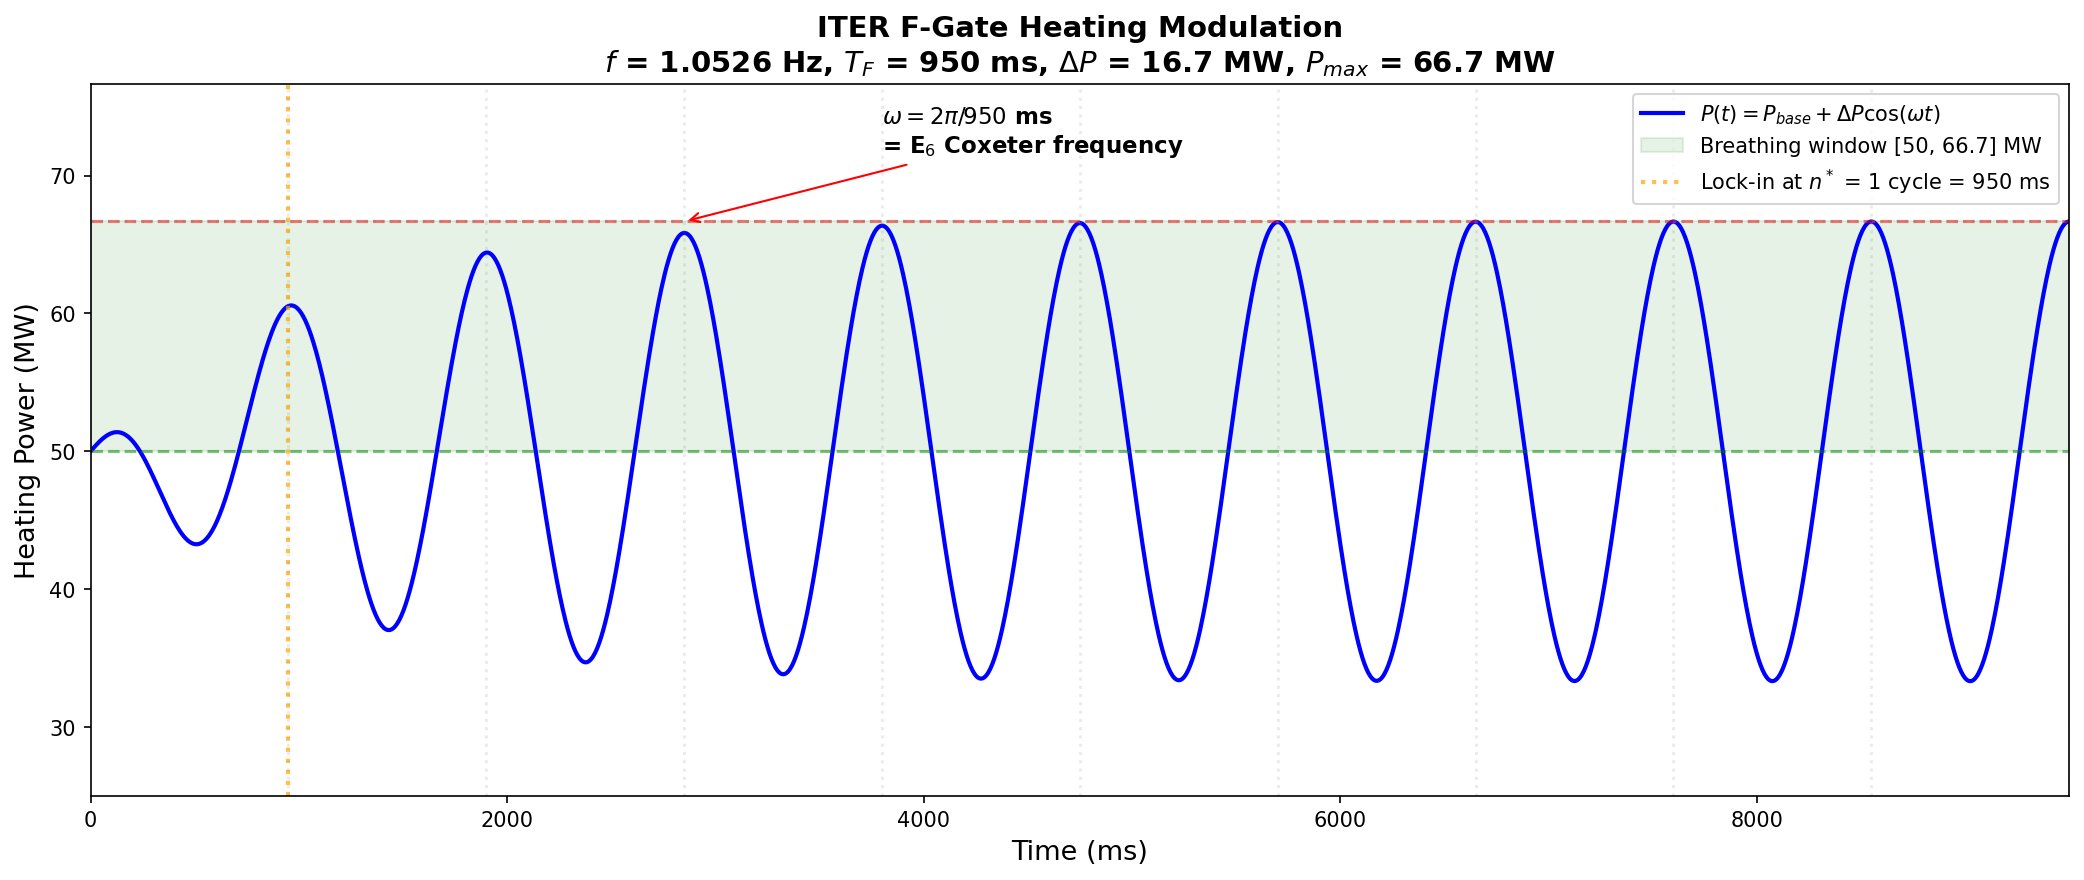 ITER F-Gate Heating Modulation
f = 1.0526 Hz, T_F = 950 ms, ΔP = 16.7 MW, P_max = 66.7 MW
ω = 2π/950 ms
= E₆ Coxeter frequency
P(t) = P_base + ΔPcos(ωt)
Breathing window [50, 66.7] MW
Lock-in at n* = 1 cycle = 950 ms
Heating Power (MW)
70
60
50
40
30
0
2000
4000
6000
8000
Time (ms)